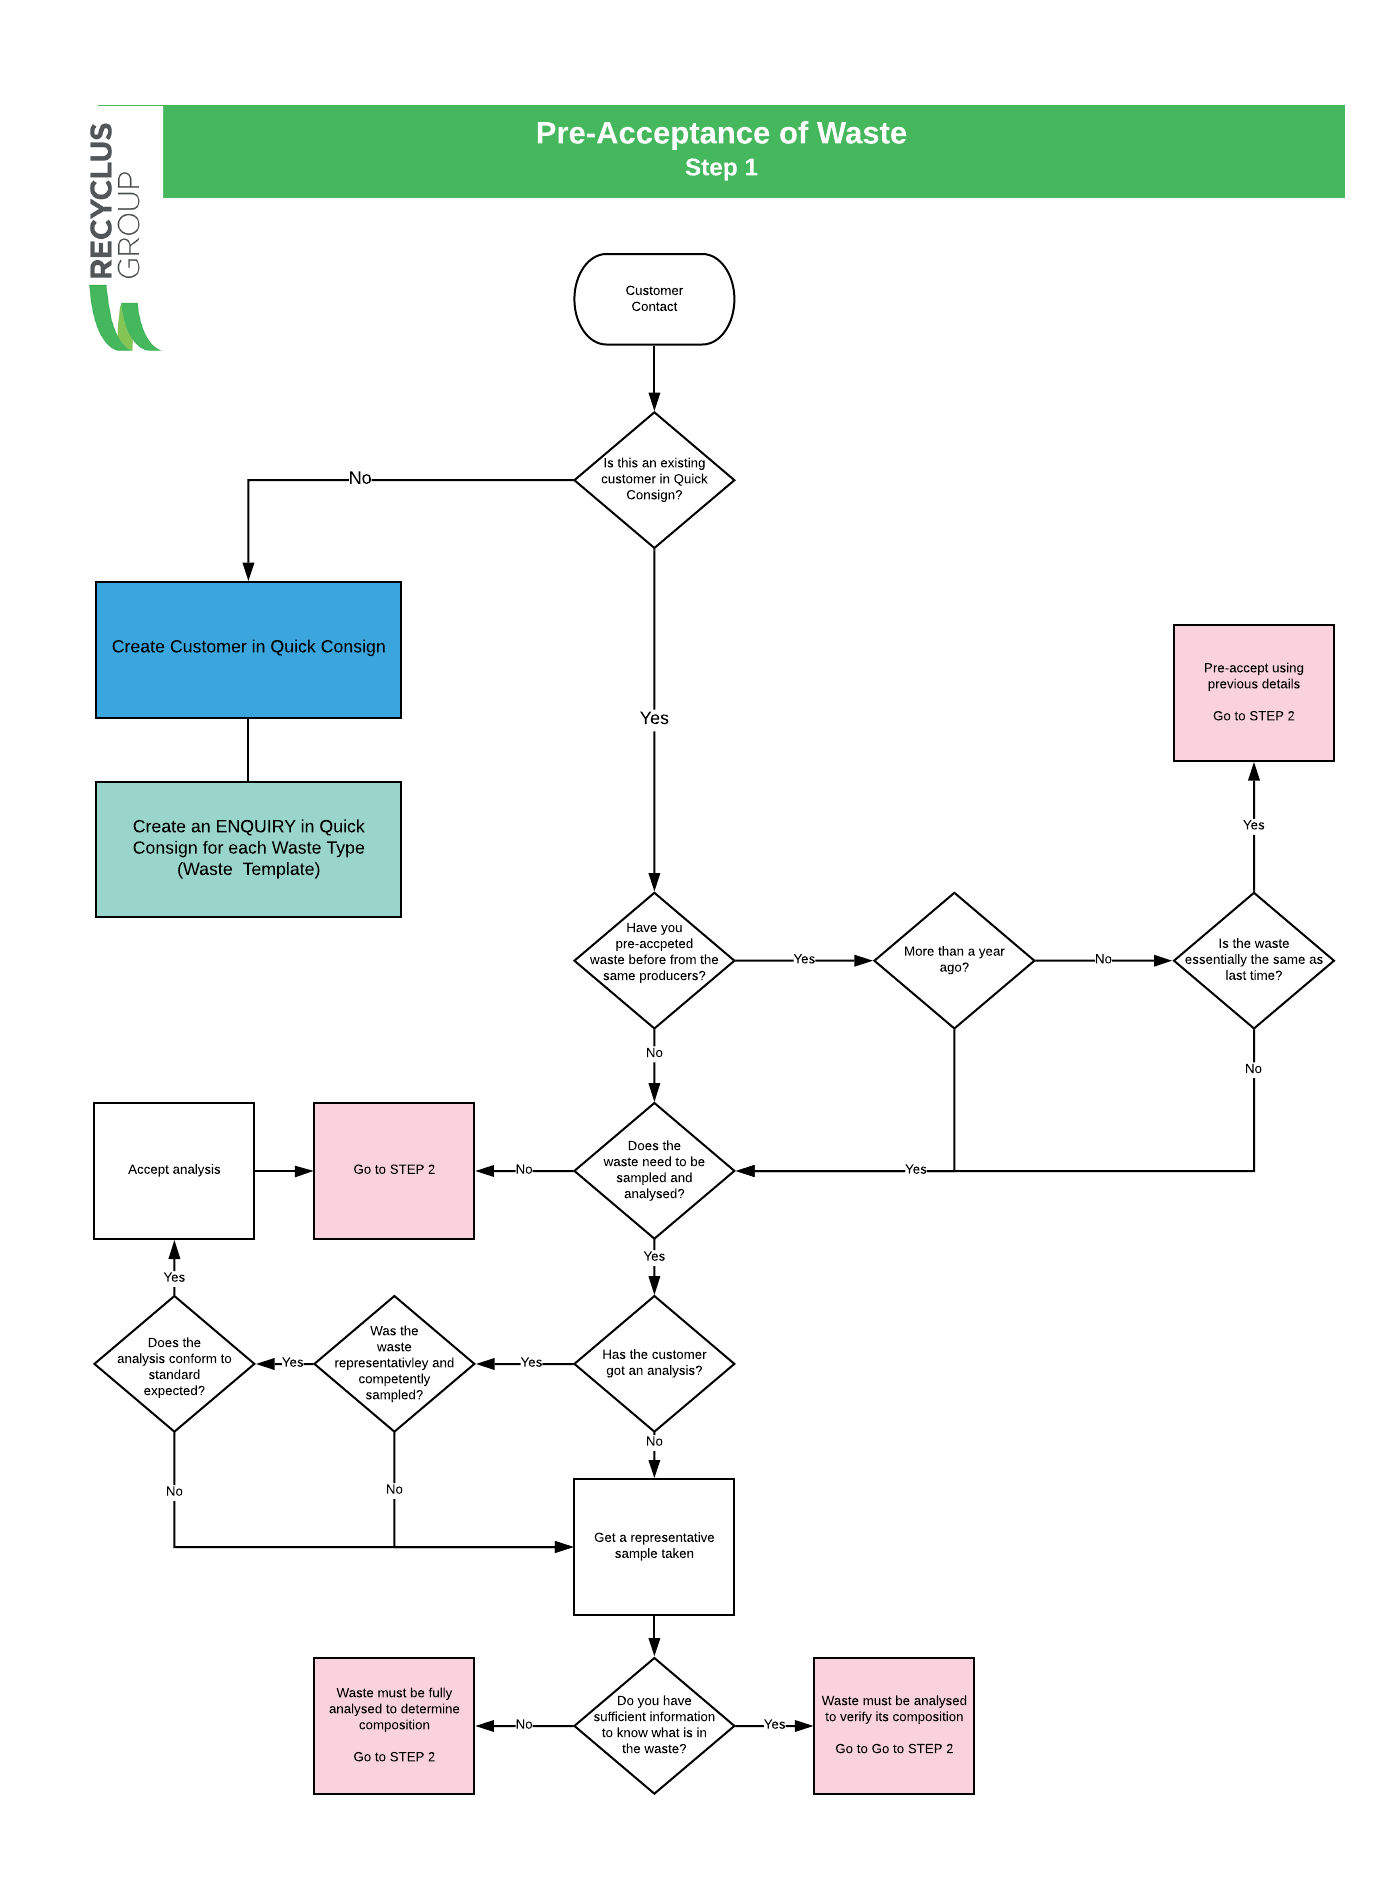 Pre-Acceptance of Waste
Step 1
RECYCLUS
GROUP
Customer
Contact
Is this an existing
customer in Quick
Consign?
No
Create Customer in Quick Consign
Yes
Pre-accept using
previous details
Go to STEP 2
Create an ENQUIRY in Quick
Consign for each Waste Type
(Waste  Template)
Yes
Have you
pre-accpeted
waste before from the
same producers?
Yes
More than a year
ago?
No
Is the waste
essentially the same as
last time?
No
No
Accept analysis
Go to STEP 2
No
Does the
waste need to be
sampled and
analysed?
Yes
Yes
Yes
Does the
analysis conform to
standard
expected?
Yes
Was the
waste
representativley and
competently
sampled?
Yes
Has the customer
got an analysis?
No
No
No
Get a representative
sample taken
Waste must be fully
analysed to determine
composition
Go to STEP 2
No
Do you have
sufficient information
to know what is in
the waste?
Yes
Waste must be analysed
to verify its composition
Go to Go to STEP 2